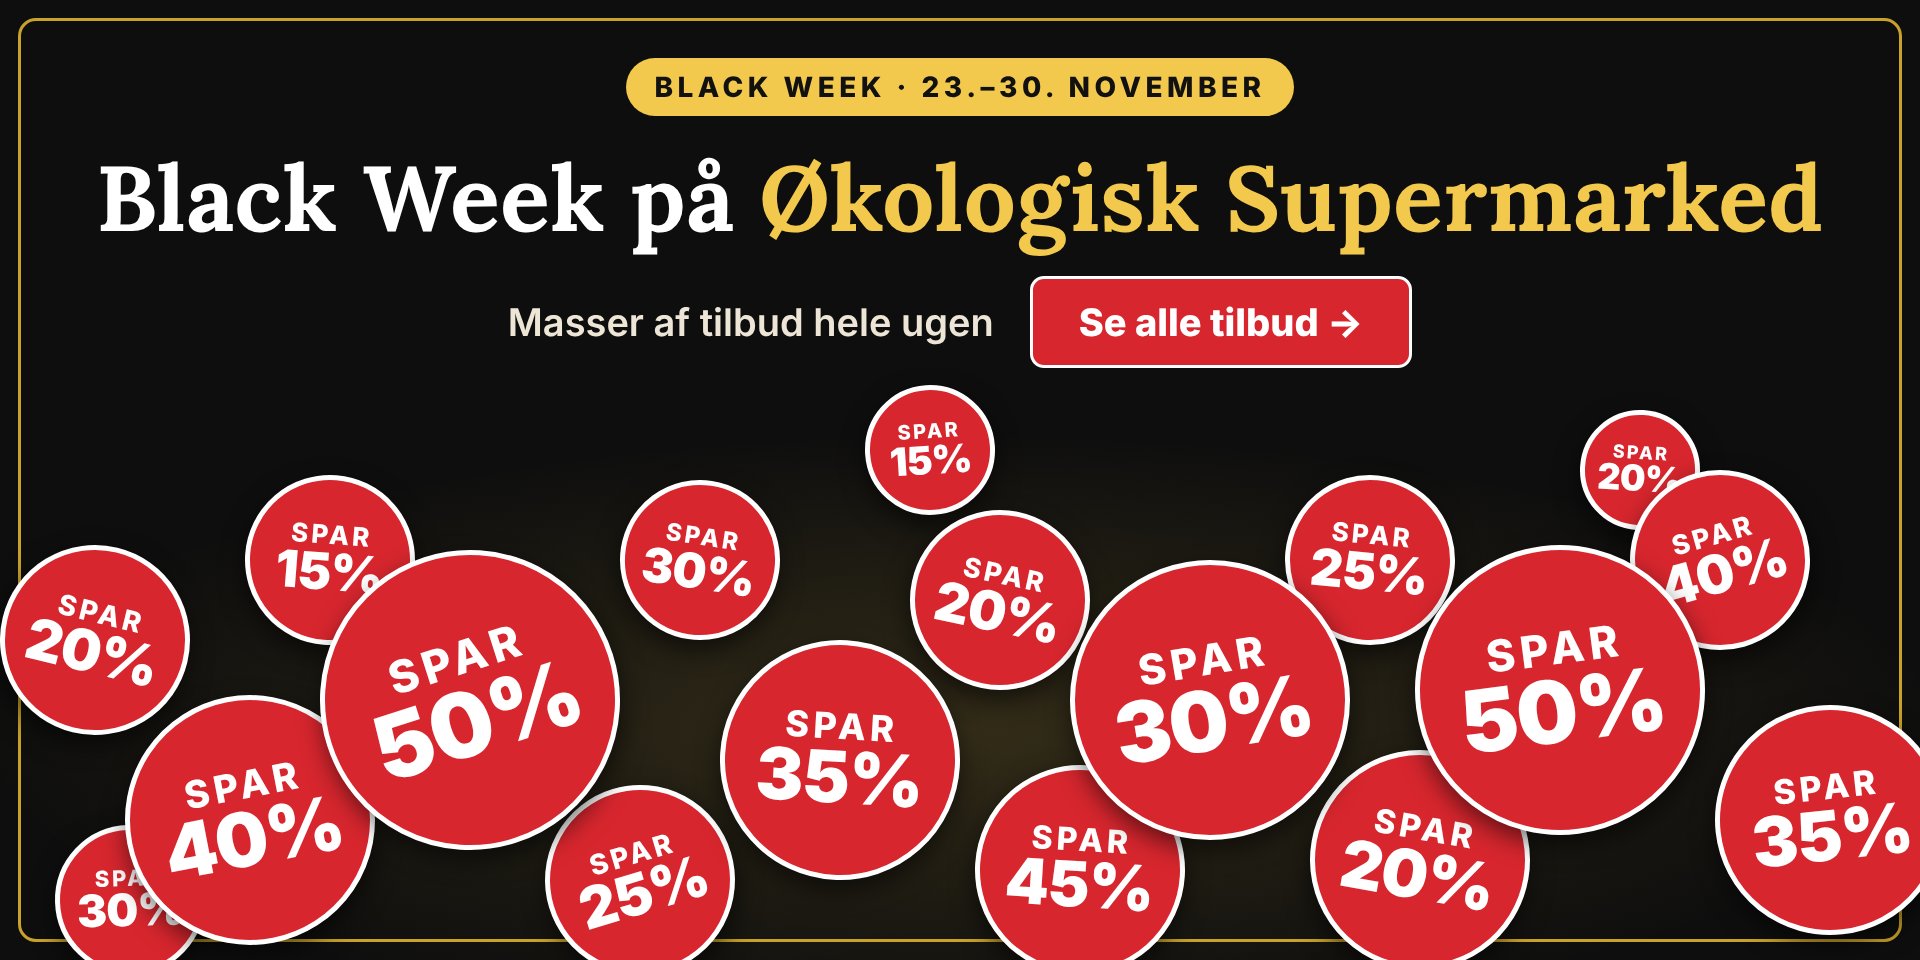 BLACK WEEK · 23.–30. NOVEMBER
Black Week på Økologisk Supermarked
Masser af tilbud hele ugen
Se alle tilbud →
SPAR
15%
SPAR
20%
SPAR
15%
SPAR
30%
SPAR
25%
SPAR
40%
SPAR
20%
SPAR
20%
SPAR
50%
SPAR
30%
SPAR
50%
SPAR
35%
SPAR
40%
SPAR
35%
SPAR
25%
SPAR
45%
SPAR
20%
SPA
30%